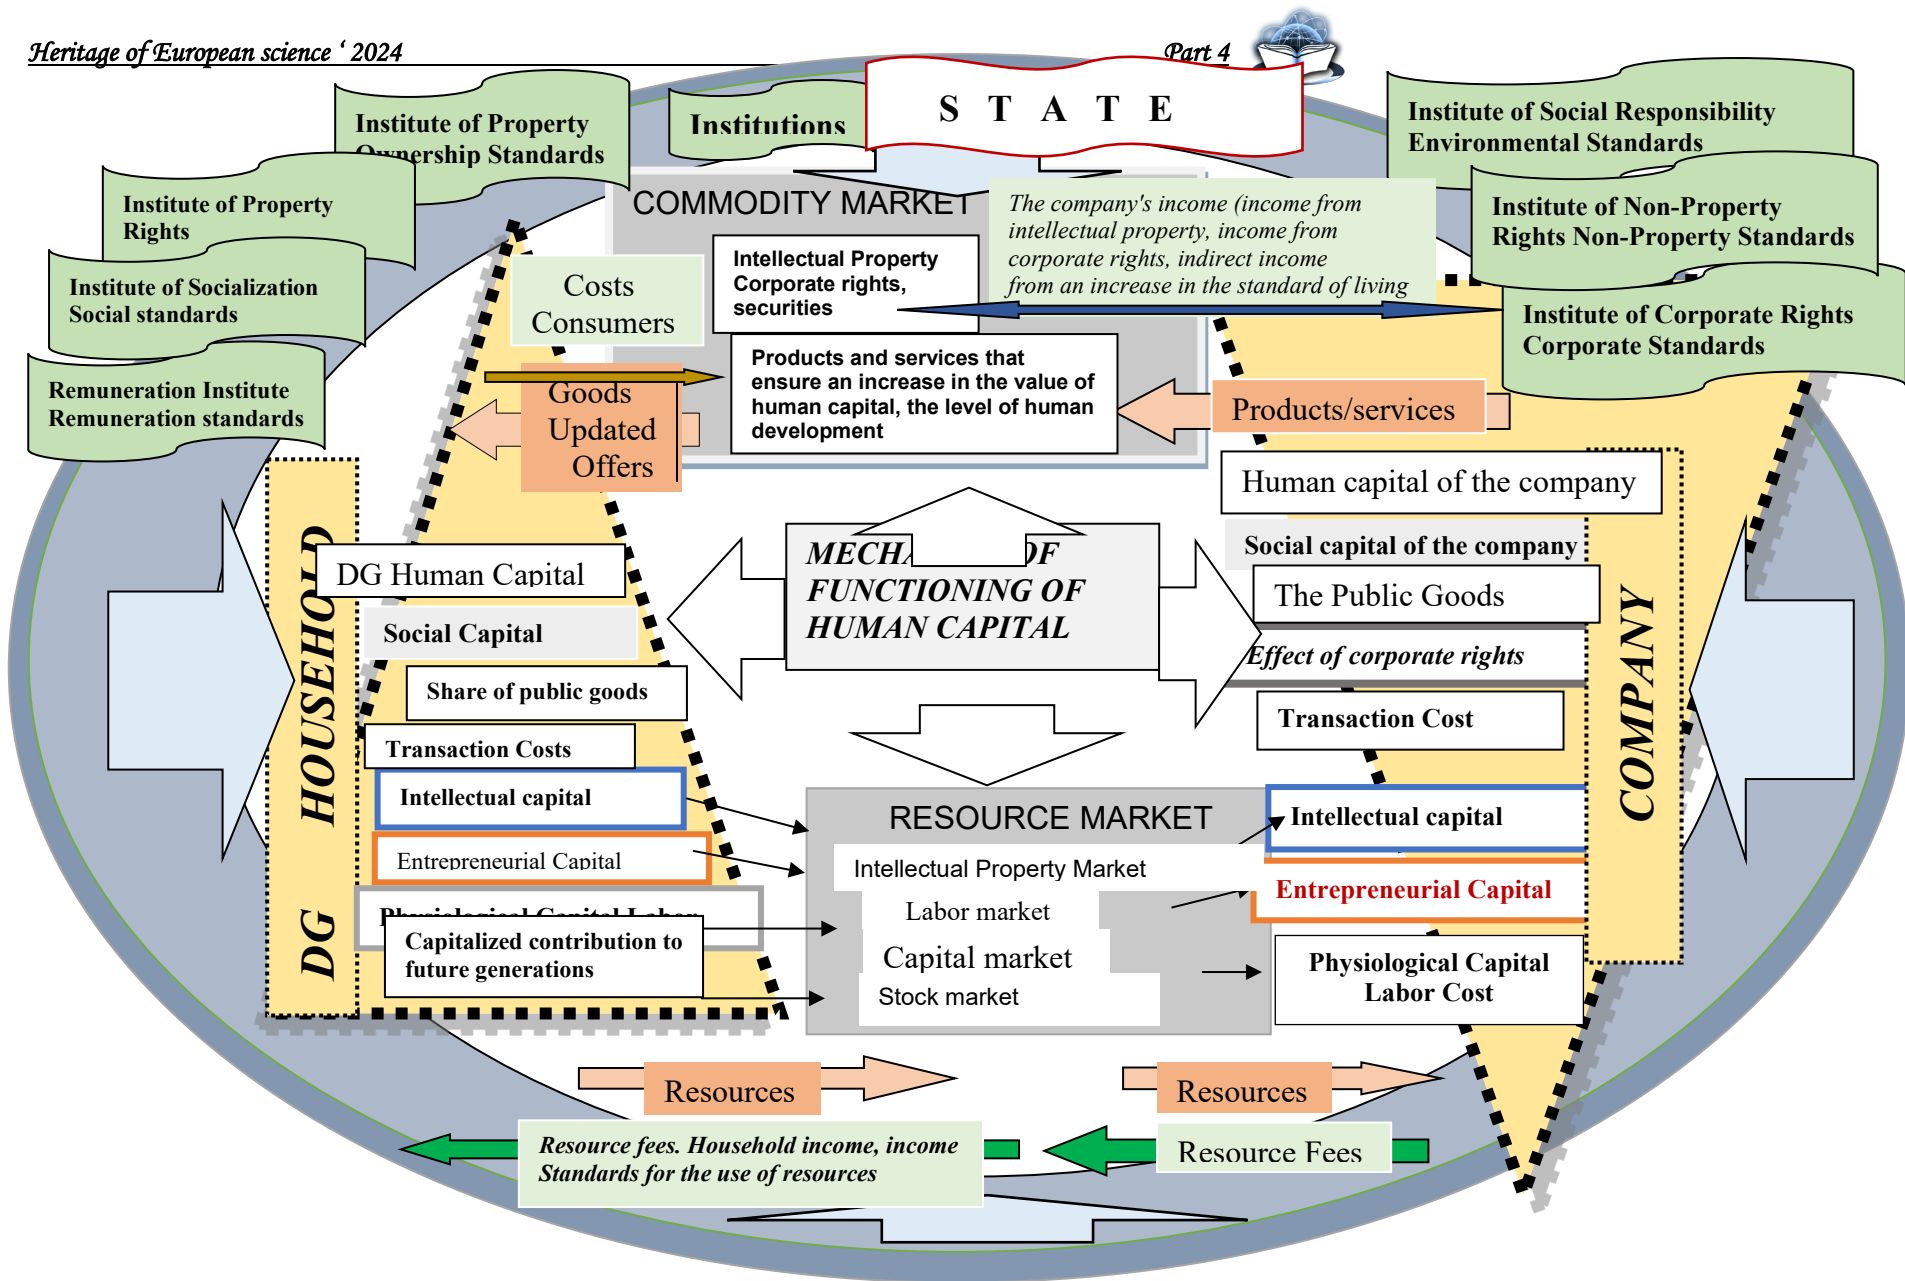 Heritage of European science ‘ 2024
Part 4
S T A T E
Institutions
Institute of Property
Ownership Standards
Institute of Property
Rights
Institute of Socialization
Social standards
Remuneration Institute
Remuneration standards
Institute of Social Responsibility
Environmental Standards
Institute of Non-Property
Rights Non-Property Standards
Institute of Corporate Rights
Corporate Standards
COMMODITY MARKET
The company's income (income from
intellectual property, income from
corporate rights, indirect income
from an increase in the standard of living
Intellectual Property
Corporate rights,
securities
Costs
Consumers
Products and services that
ensure an increase in the value of
human capital, the level of human
development
Goods
Updated
Offers
Products/services
DG HOUSEHOLD
DG Human Capital
Social Capital
Share of public goods
Transaction Costs
Intellectual capital
Entrepreneurial Capital
Physiological Capital Labor
Capitalized contribution to
future generations
MECHA OF
FUNCTIONING OF
HUMAN CAPITAL
Human capital of the company
Social capital of the company
The Public Goods
Effect of corporate rights
Transaction Cost
Intellectual capital
Entrepreneurial Capital
Physiological Capital
Labor Cost
COMPANY
RESOURCE MARKET
Intellectual Property Market
Labor market
Capital market
Stock market
Resources
Resources
Resource fees. Household income, income
Standards for the use of resources
Resource Fees